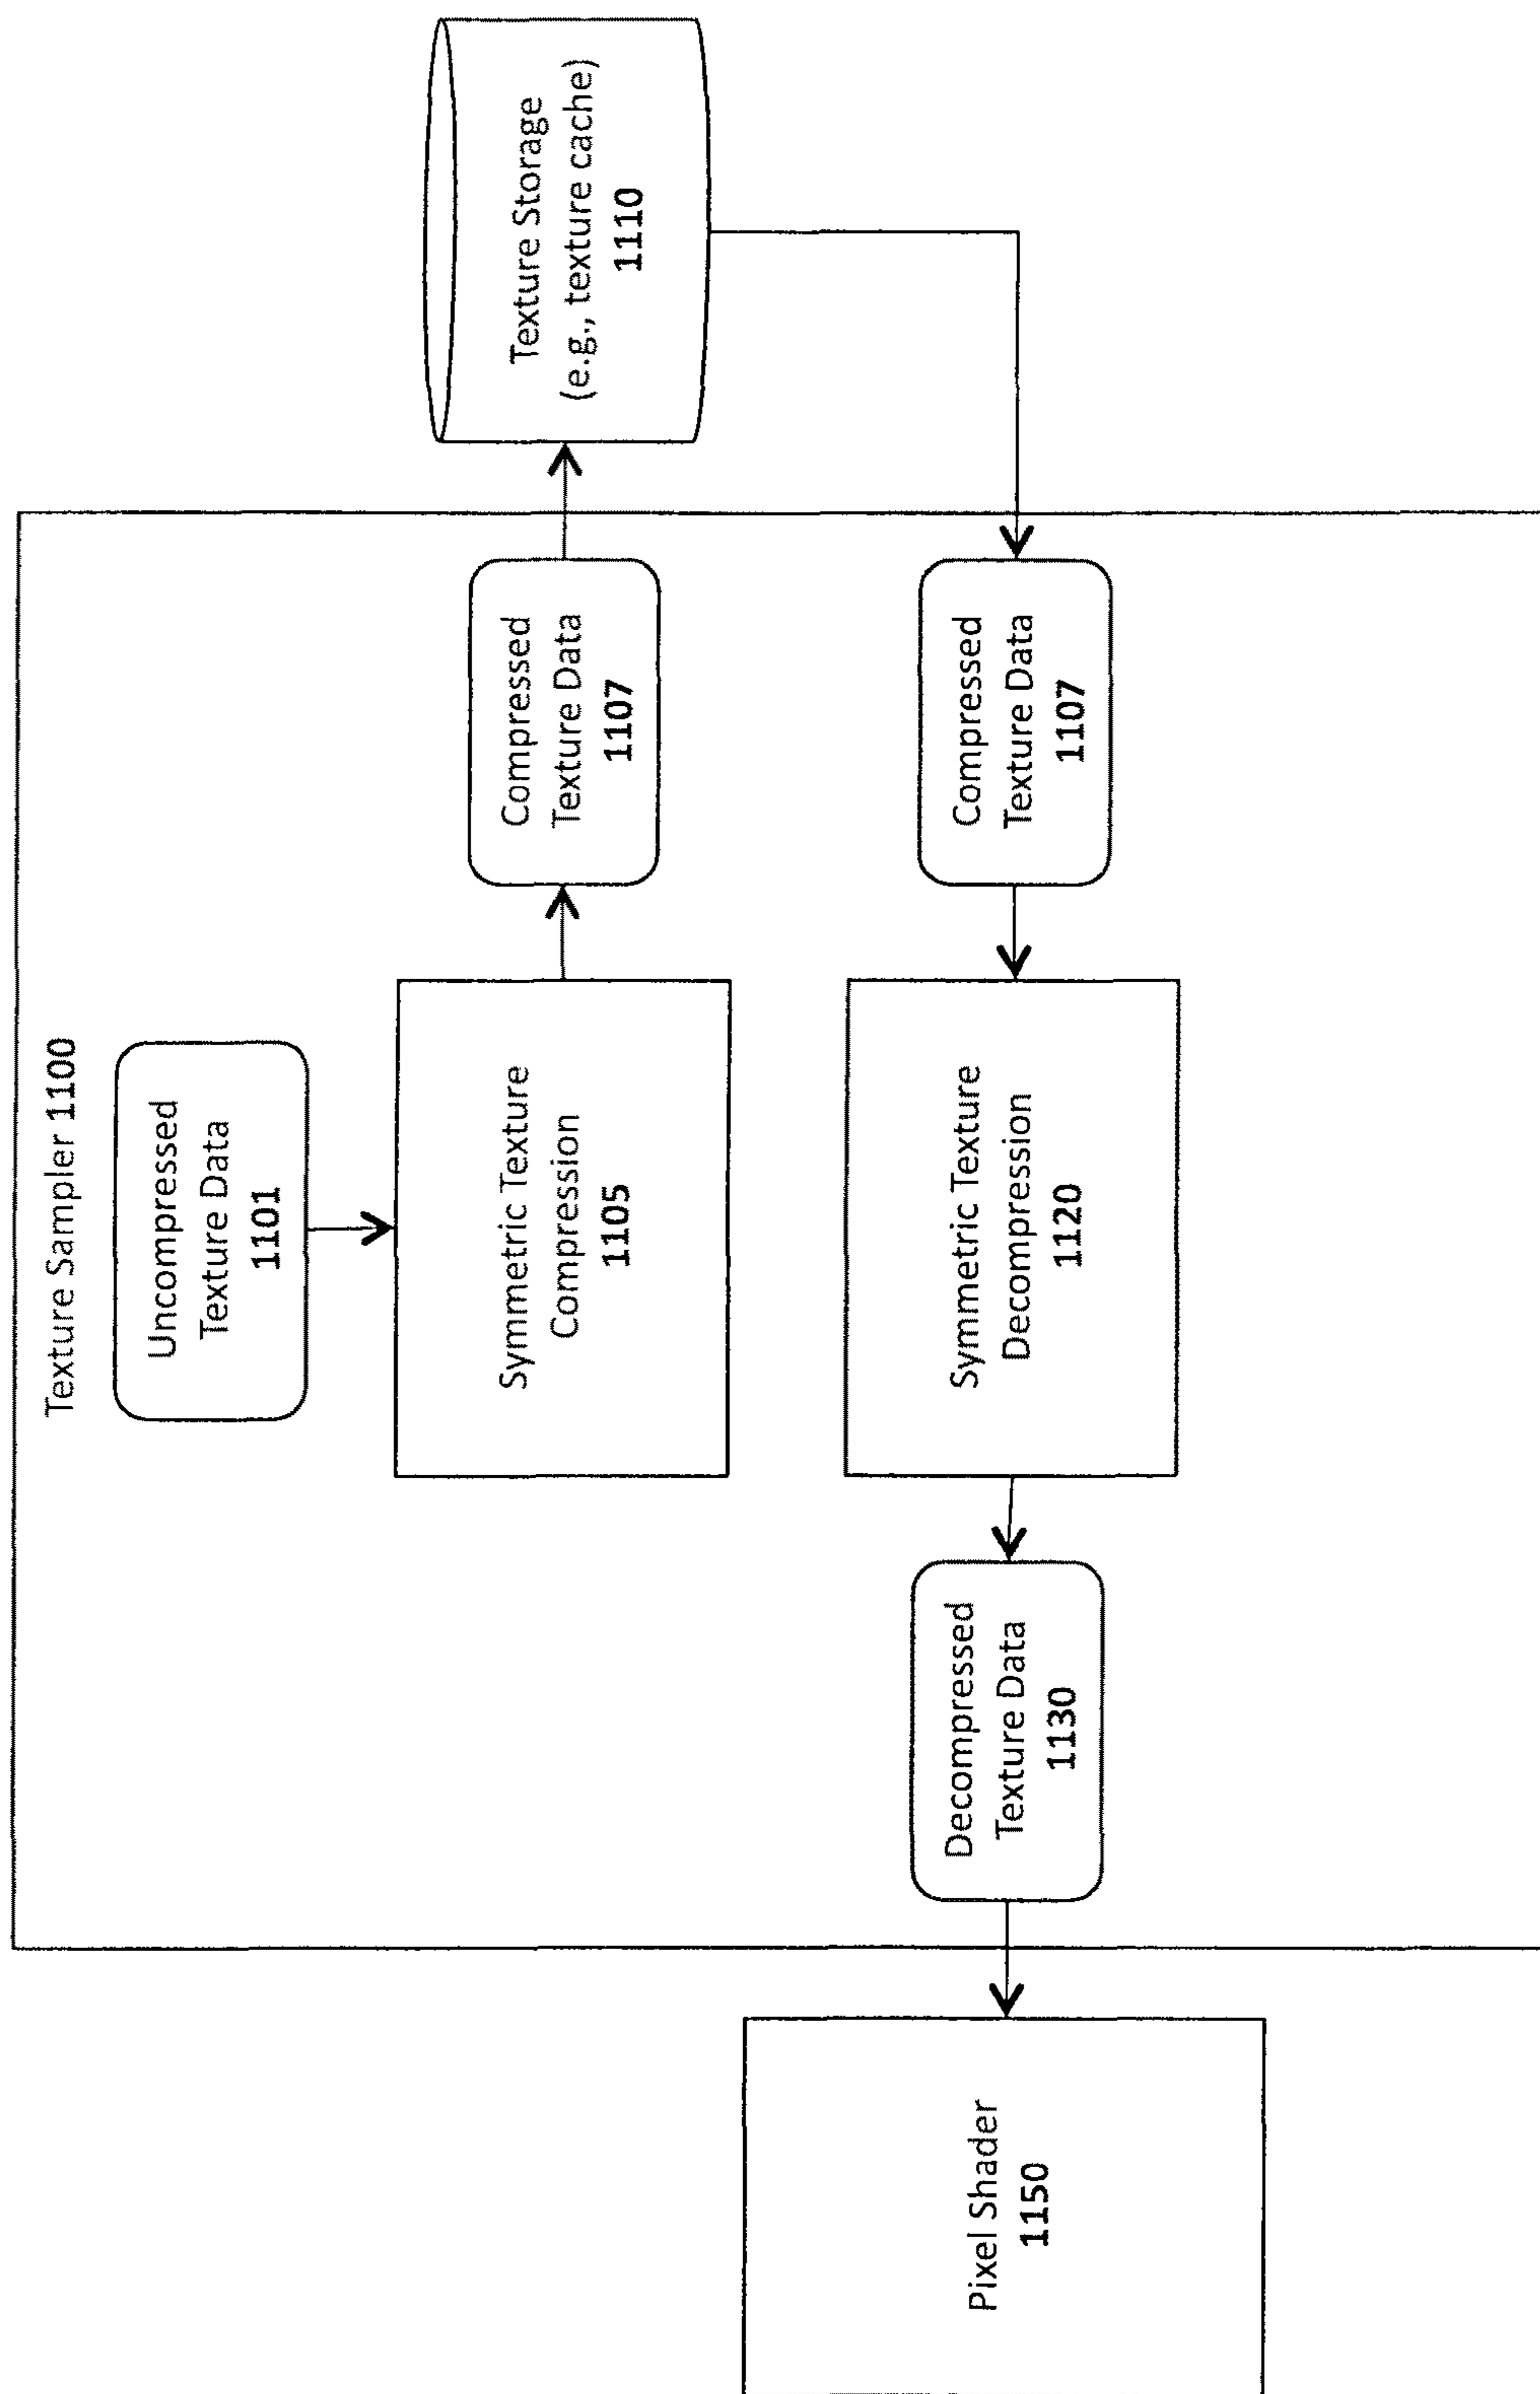 Texture Sampler 1100
Uncompressed
Texture Data
1101
Symmetric Texture
Compression
1105
Compressed
Texture Data
1107
Texture Storage
(e.g., texture cache)
1110
Compressed
Texture Data
1107
Symmetric Texture
Decompression
1120
Decompressed
Texture Data
1130
Pixel Shader
1150